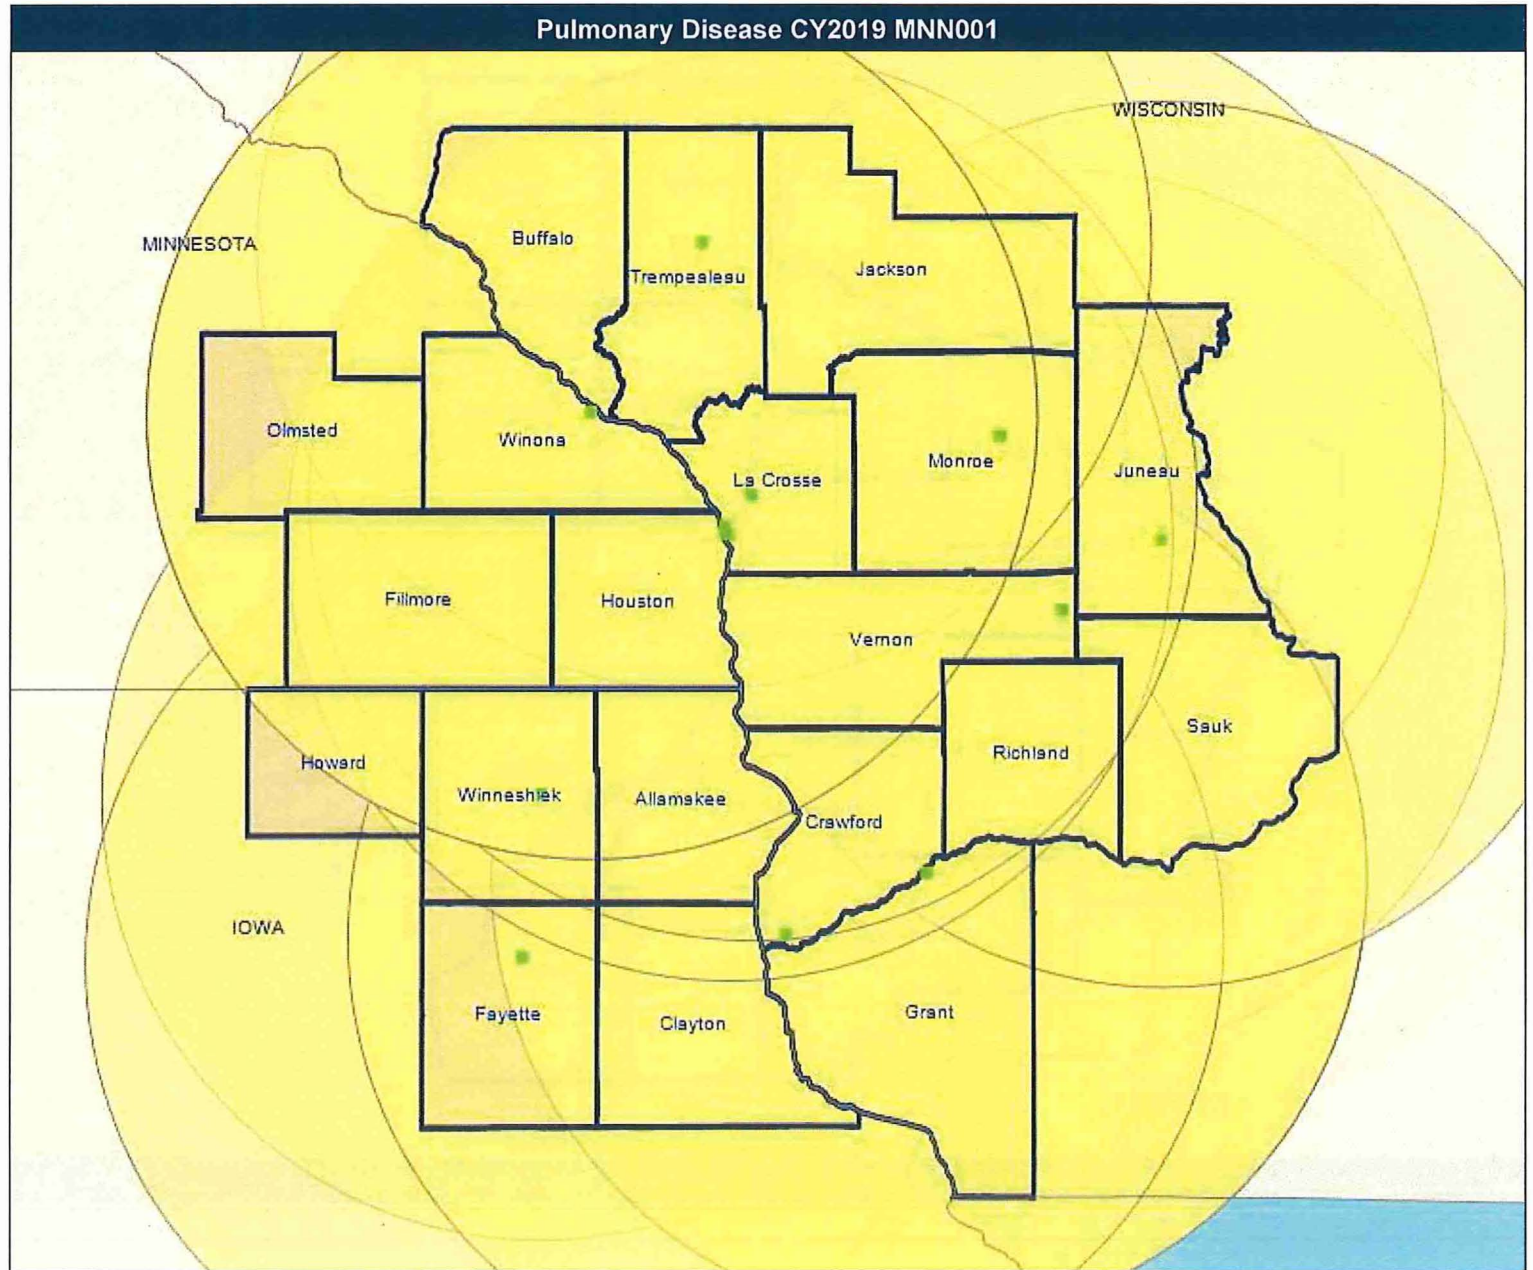 Pulmonary Disease CY2019 MNN001
WISCONSIN
MINNESOTA
Buffalo
Trempealeau
Jackson
Olmsted
Winona
La Crosse
Monroe
Juneau
Fillmore
Houston
Vernon
Sauk
Richland
Howard
Winneshiek
Allamakee
Crawford
IOWA
Fayette
Clayton
Grant